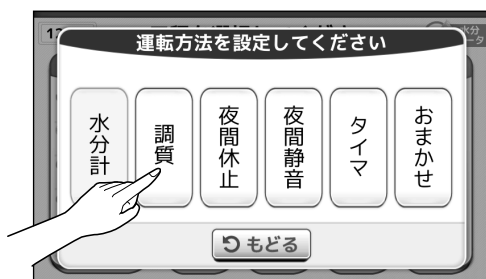 運転方法を設定してください
水分計
調質
夜間休止
夜間静音
タイマ
おまかせ
もどる